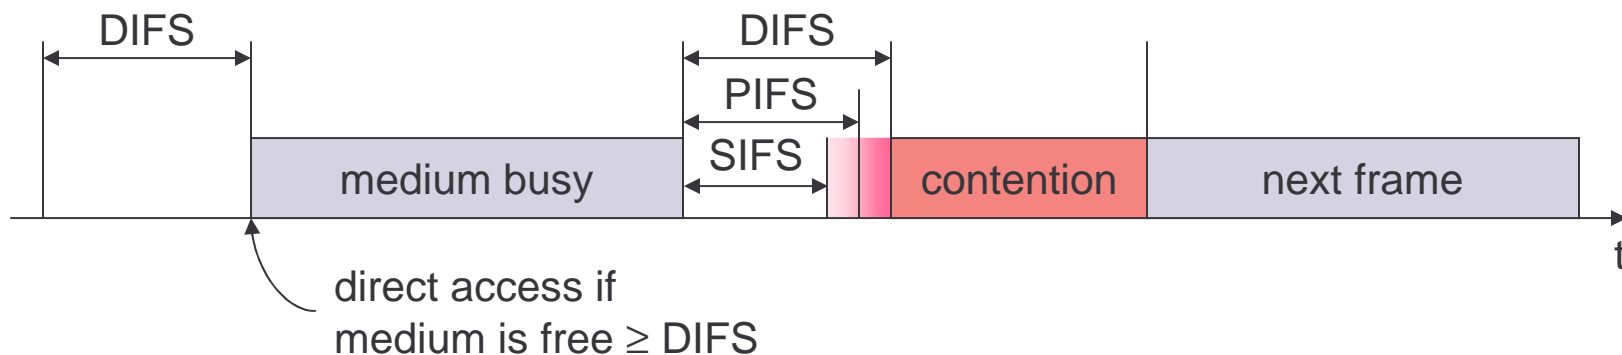 DIFS
DIFS
PIFS
SIFS
medium busy
contention
next frame
t
direct access if
medium is free ≥ DIFS